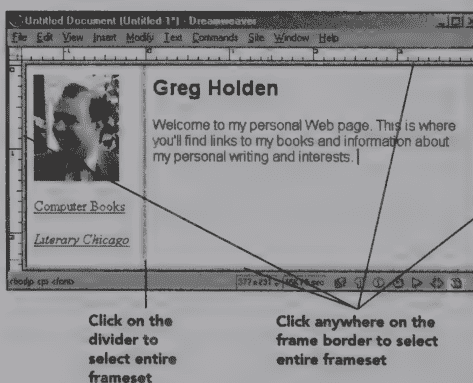 Untitled Document (Untitled 1*) - Dreamweaver
File Edit View Insert Modify Text Commands Site Window Help
Greg Holden
Welcome to my personal Web page. This is where
you'll find links to my books and information about
my personal writing and interests.
Computer Books
Literary Chicago
Click on the
divider to
select entire
frameset
Click anywhere on the
frame border to select
entire frameset